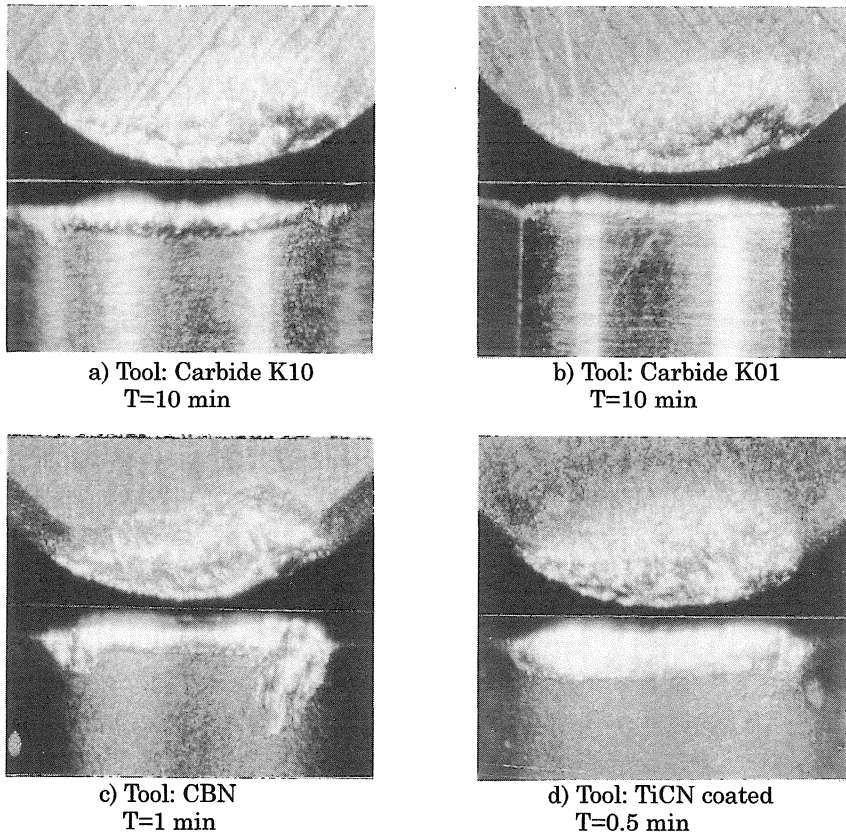 a) Tool: Carbide K10
T=10 min
b) Tool: Carbide K01
T=10 min
c) Tool: CBN
T=1 min
d) Tool: TiCN coated
T=0.5 min